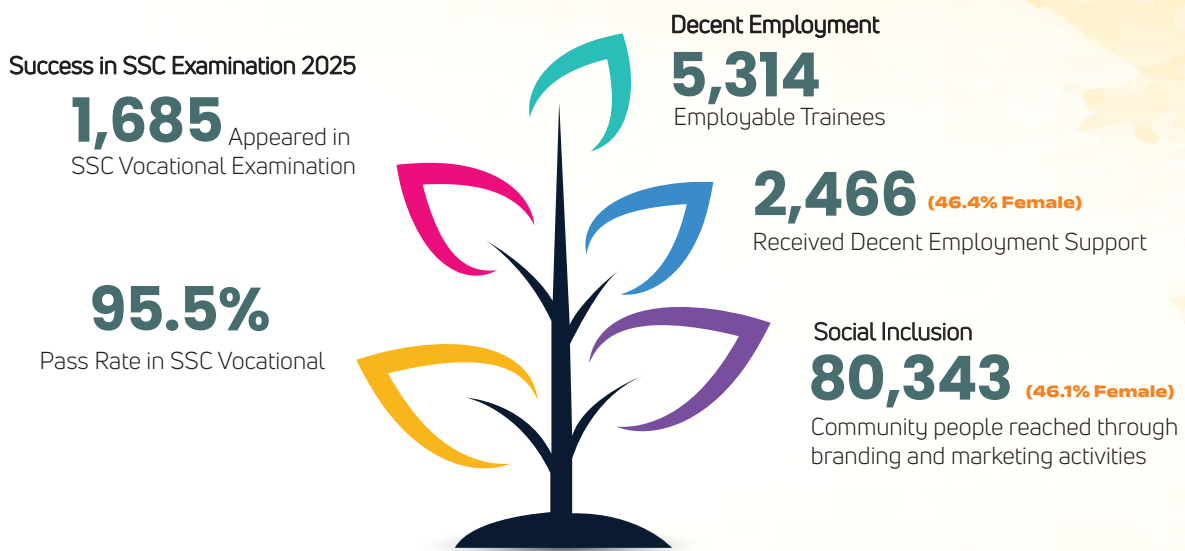 Success in SSC Examination 2025
1,685 Appeared in
SSC Vocational Examination
95.5%
Pass Rate in SSC Vocational
Decent Employment
5,314
Employable Trainees
2,466 (46.4% Female)
Received Decent Employment Support
Social Inclusion
80,343 (46.1% Female)
Community people reached through
branding and marketing activities